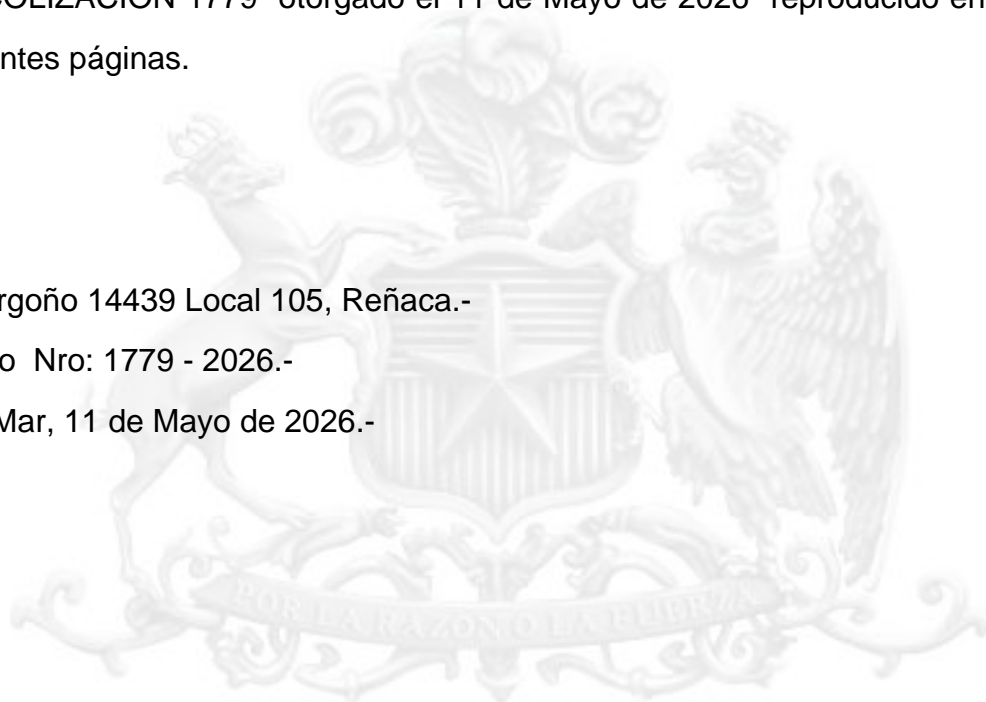 COLIZACION 1779 otorgado el 11 de Mayo de 2026 reproducido en
ntes páginas.
rgoño 14439 Local 105, Reñaca.-
o Nro: 1779 - 2026.-
Mar, 11 de Mayo de 2026.-
POR LA RAZON O LA FUERZA